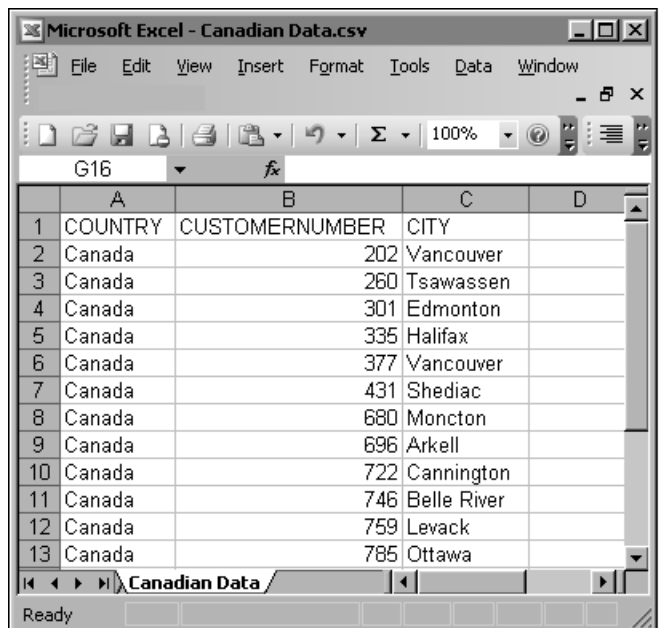 Microsoft Excel - Canadian Data.csv
File Edit View Insert Format Tools Data Window
Σ 100%
G16 fx
A B C D
1 COUNTRY CUSTOMERNUMBER CITY
2 Canada 202 Vancouver
3 Canada 260 Tsawassen
4 Canada 301 Edmonton
5 Canada 335 Halifax
6 Canada 377 Vancouver
7 Canada 431 Shediac
8 Canada 680 Moncton
9 Canada 696 Arkell
10 Canada 722 Cannington
11 Canada 746 Belle River
12 Canada 759 Levack
13 Canada 785 Ottawa
Canadian Data
Ready